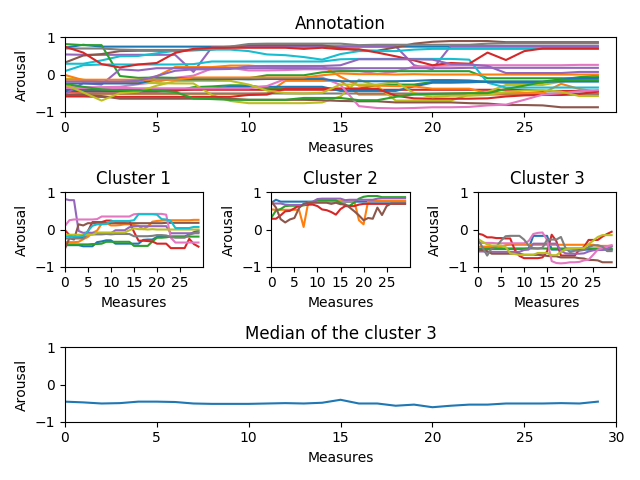 Annotation
Arousal
1
0
−1
0 5 10 15 20 25
Measures
Cluster 1 Cluster 2 Cluster 3
Arousal Arousal Arousal
1 1 1
0 0 0
−1 −1 −1
0 5 10 15 20 25 0 5 10 15 20 25 0 5 10 15 20 25
Measures Measures Measures
Median of the cluster 3
Arousal
1
0
−1
0 5 10 15 20 25 30
Measures